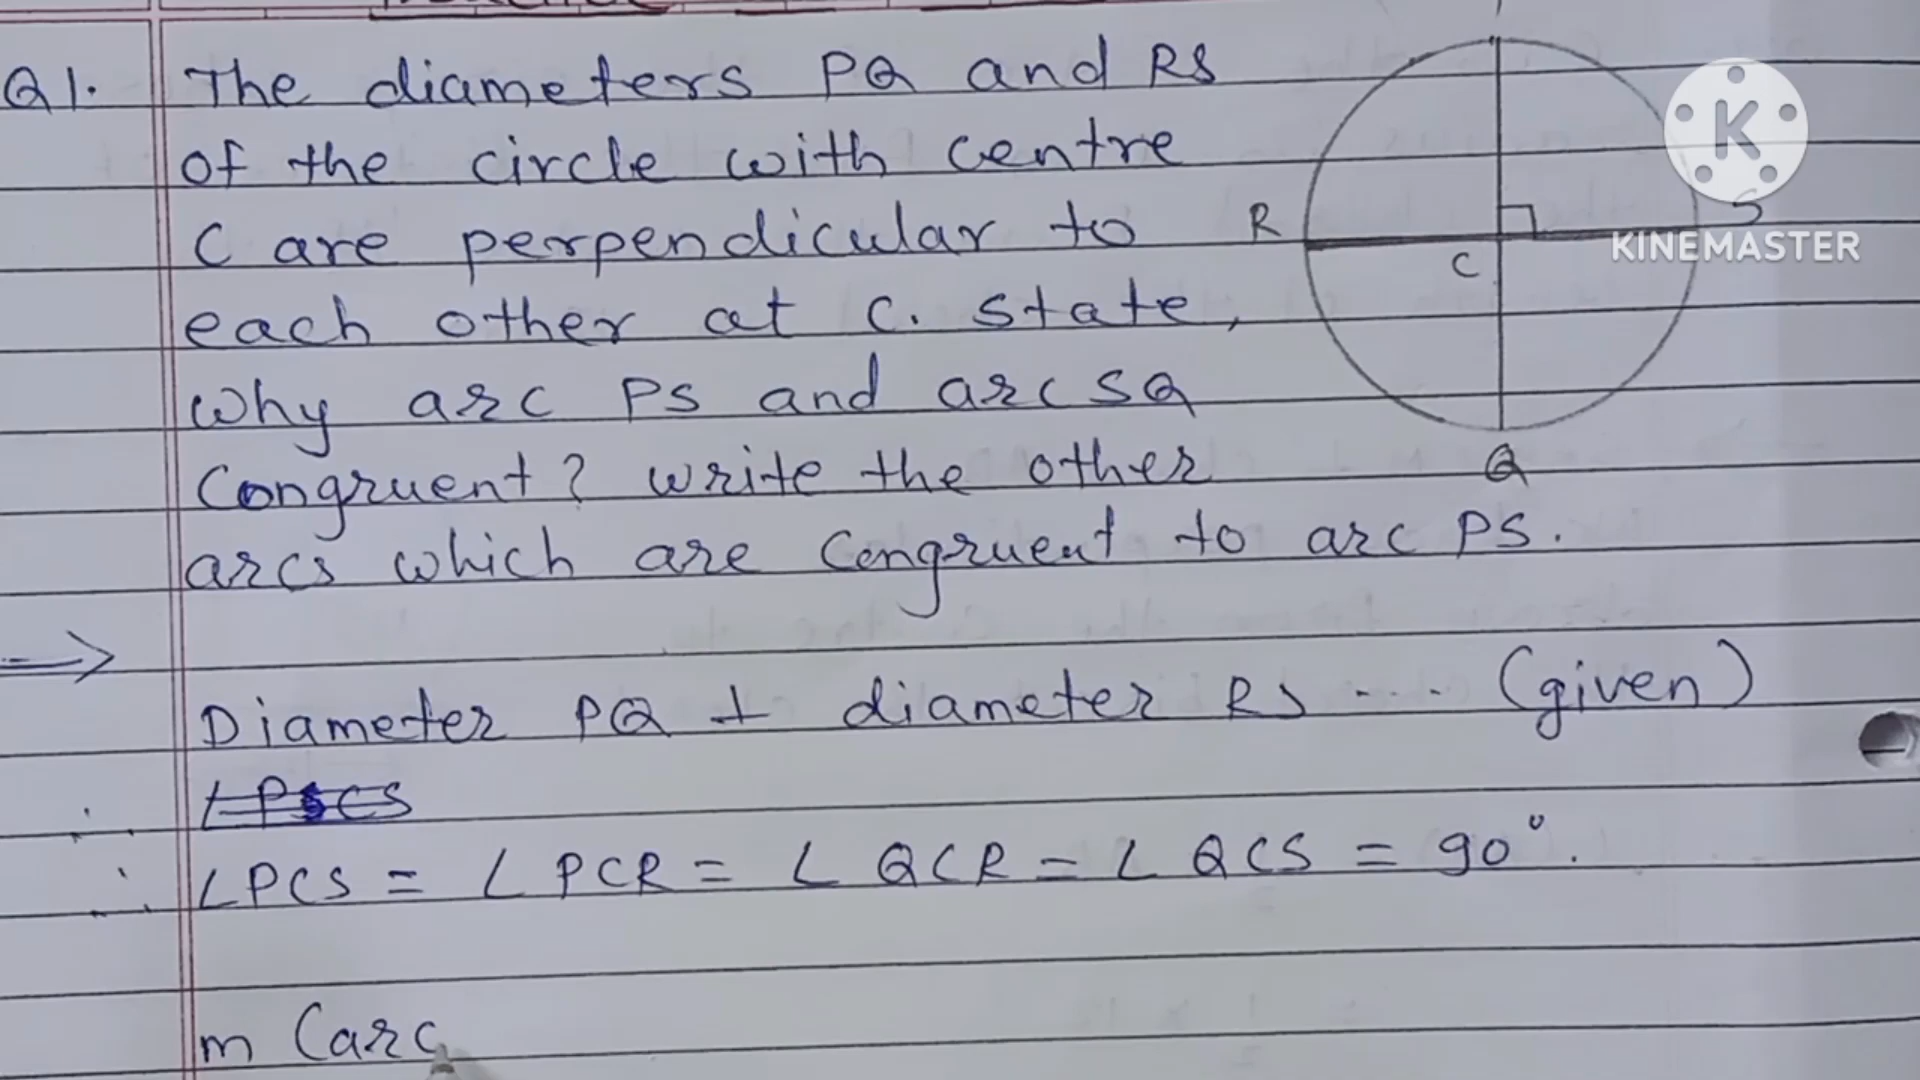 Q1. The diameters PQ and RS
of the circle with centre
C are perpendicular to
each other at C. state,
why arc PS and arc SQ
Congruent? write the other
arcs which are Congruent to arc PS.
R
S
C
Q
K
KINEMASTER
⇒
Diameter PQ ⊥ diameter RS ---- (given)
∴ ∠PSCS
∴ ∠PCS = ∠PCR = ∠QCR = ∠QCS = 90°.
m (arc